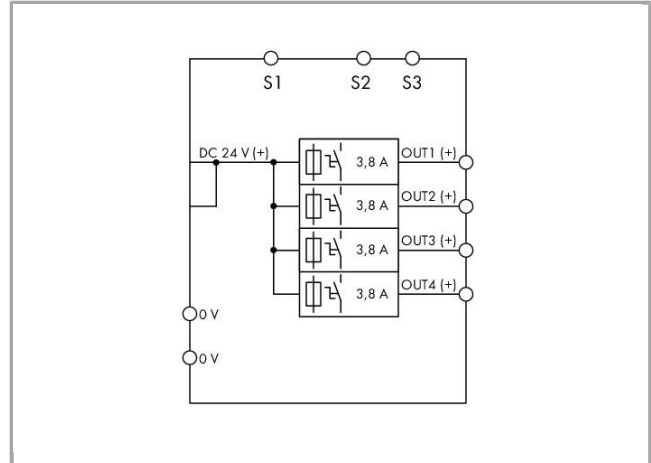 S1 S2 S3
DC 24 V (+) 3,8 A OUT1 (+)
3,8 A OUT2 (+)
3,8 A OUT3 (+)
3,8 A OUT4 (+)
0 V
0 V